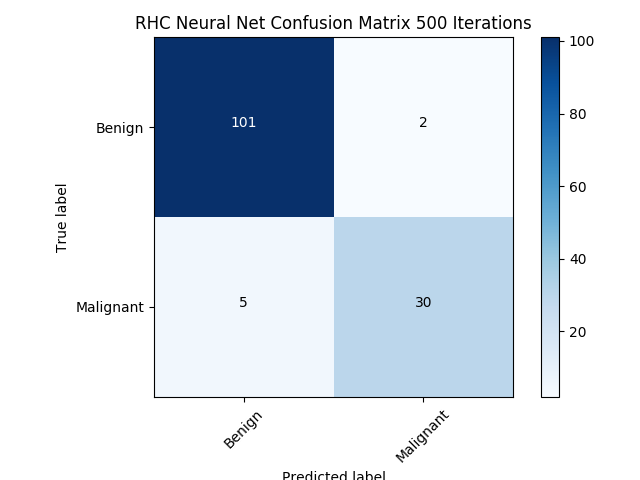 RHC Neural Net Confusion Matrix 500 Iterations
100
80
60
40
20
True label
Benign
Malignant
101
2
5
30
Benign
Malignant
Predicted label